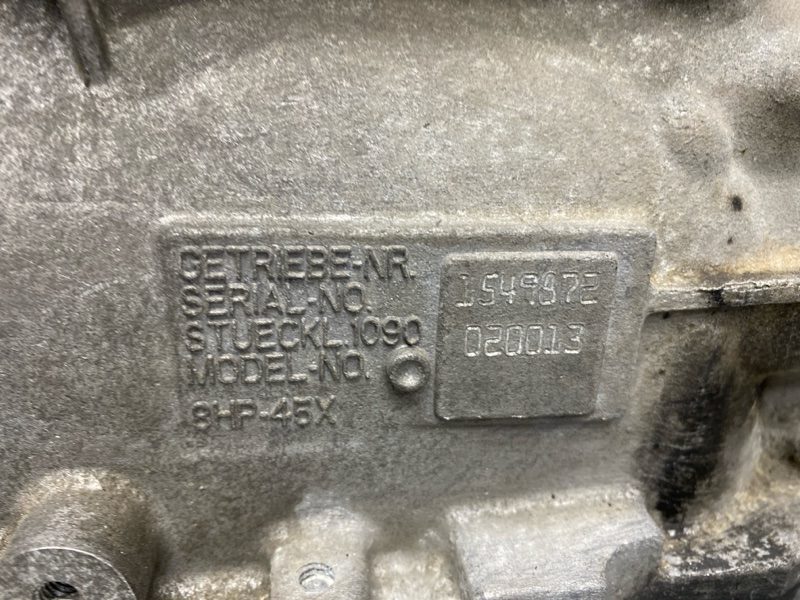 GETRIEBE-NR.
SERIAL-NO.
1549872
STUECKL.1090
MODEL-NO.
020013
8HP-45X